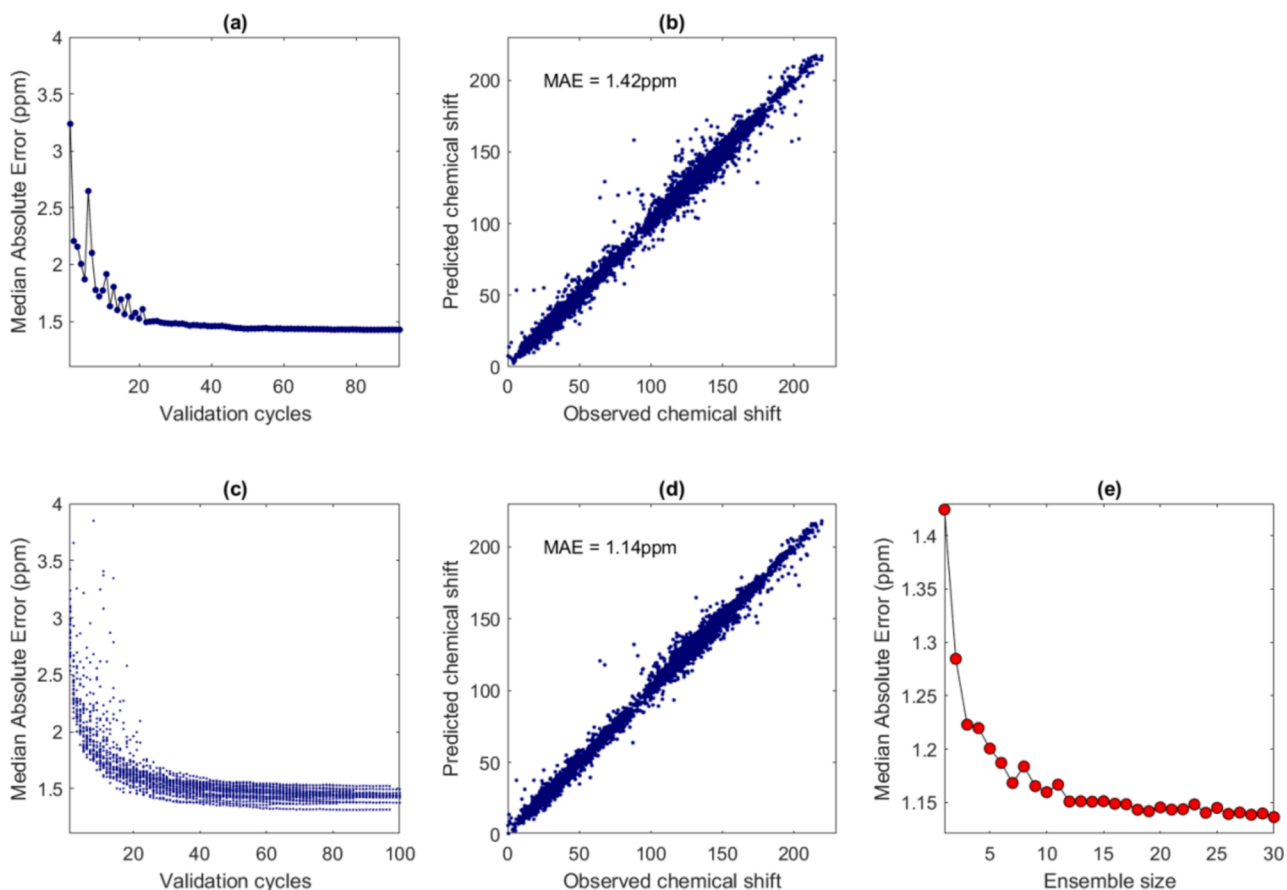 (a)
4
3.5
3
2.5
2
1.5
Median Absolute Error (ppm)
20 40 60 80
Validation cycles
(b)
MAE = 1.42ppm
200
150
100
50
0
Predicted chemical shift
0 50 100 150 200
Observed chemical shift
(c)
4
3.5
3
2.5
2
1.5
Median Absolute Error (ppm)
20 40 60 80 100
Validation cycles
(d)
MAE = 1.14ppm
200
150
100
50
0
Predicted chemical shift
0 50 100 150 200
Observed chemical shift
(e)
1.4
1.35
1.3
1.25
1.2
1.15
Median Absolute Error (ppm)
5 10 15 20 25 30
Ensemble size